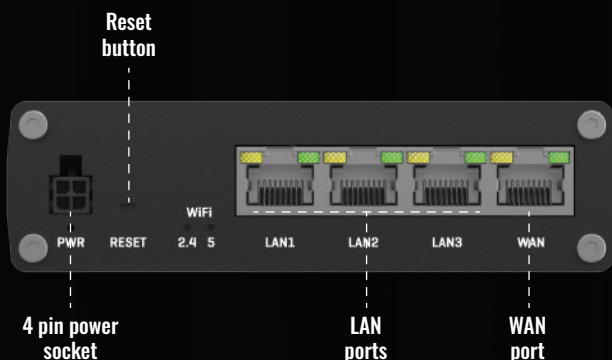 Reset
button
WiFi
PWR RESET 2.4 5 LAN1 LAN2 LAN3 WAN
4 pin power
socket
LAN
ports
WAN
port